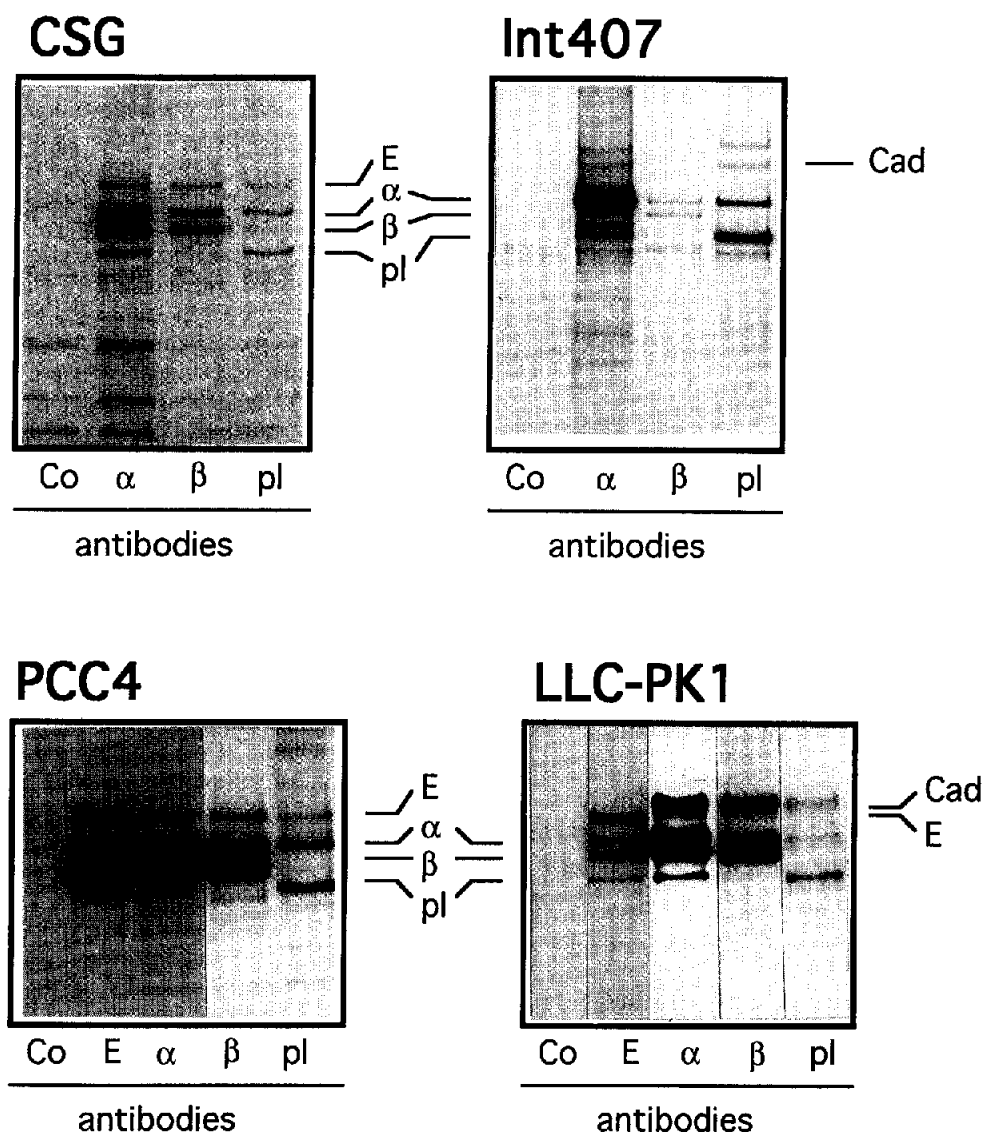 CSG
Int407
E
α
β
pl
Cad
Co α β pl
antibodies
Co α β pl
antibodies
PCC4
LLC-PK1
E
α
β
pl
Cad
E
Co E α β pl
antibodies
Co E α β pl
antibodies